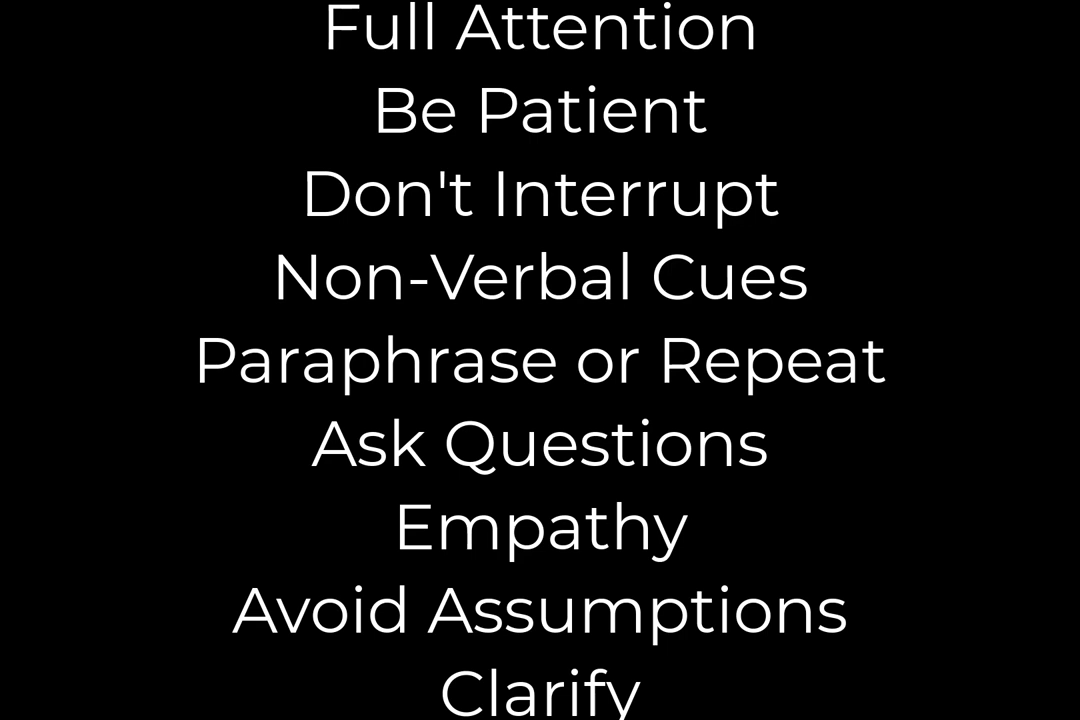 Full Attention
Be Patient
Don't Interrupt
Non-Verbal Cues
Paraphrase or Repeat
Ask Questions
Empathy
Avoid Assumptions
Clarify